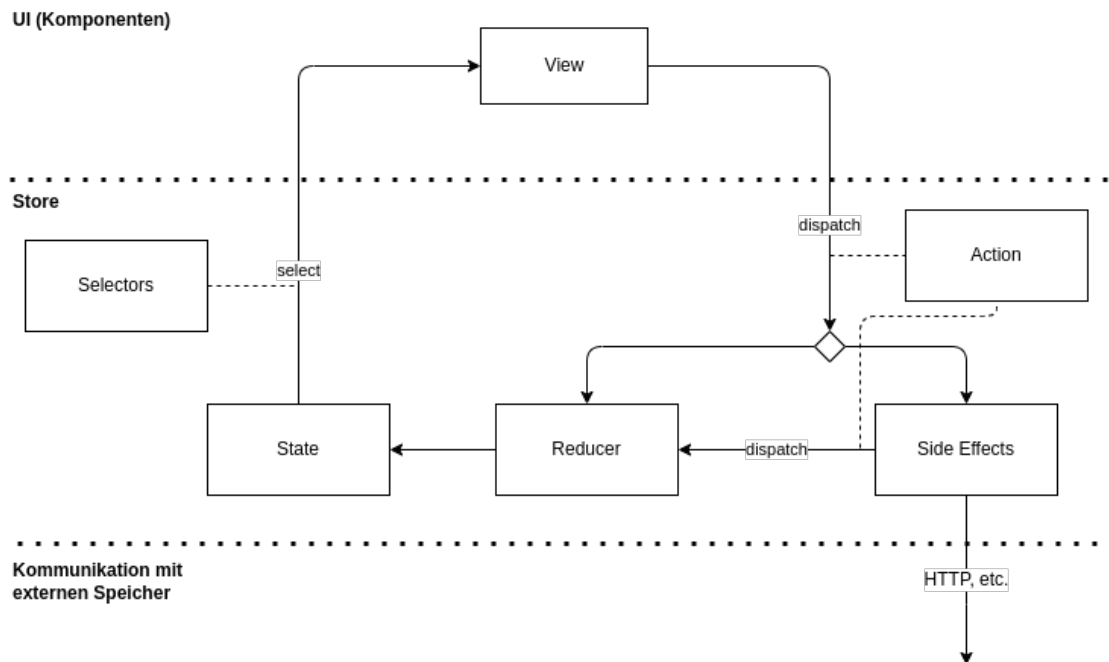 UI (Komponenten)
View
Store
dispatch
Action
Selectors
select
State
Reducer
dispatch
Side Effects
Kommunikation mit
externen Speicher
HTTP, etc.